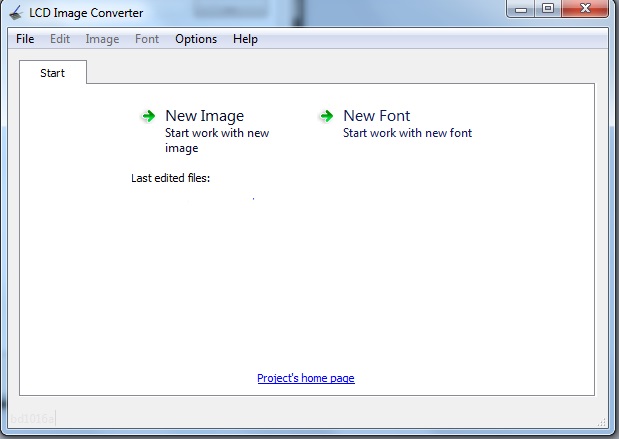 LCD Image Converter
File Edit Image Font Options Help
Start
New Image
Start work with new
image
New Font
Start work with new font
Last edited files:
Project's home page